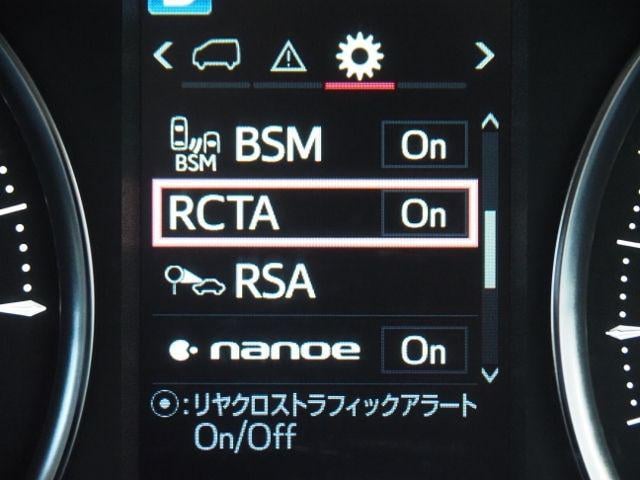 BSM BSM On
RCTA On
RSA
nanoe On
:リヤクロストラフィックアラート
On/Off